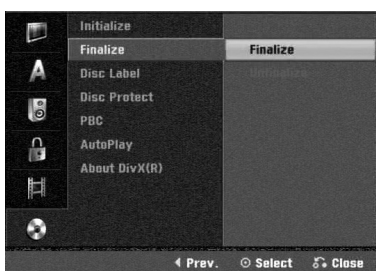 Initialize
Finalize
Finalize
Disc Label
Unfinalize
Disc Protect
PBC
AutoPlay
About DivX(R)
A
Prev. Select Close